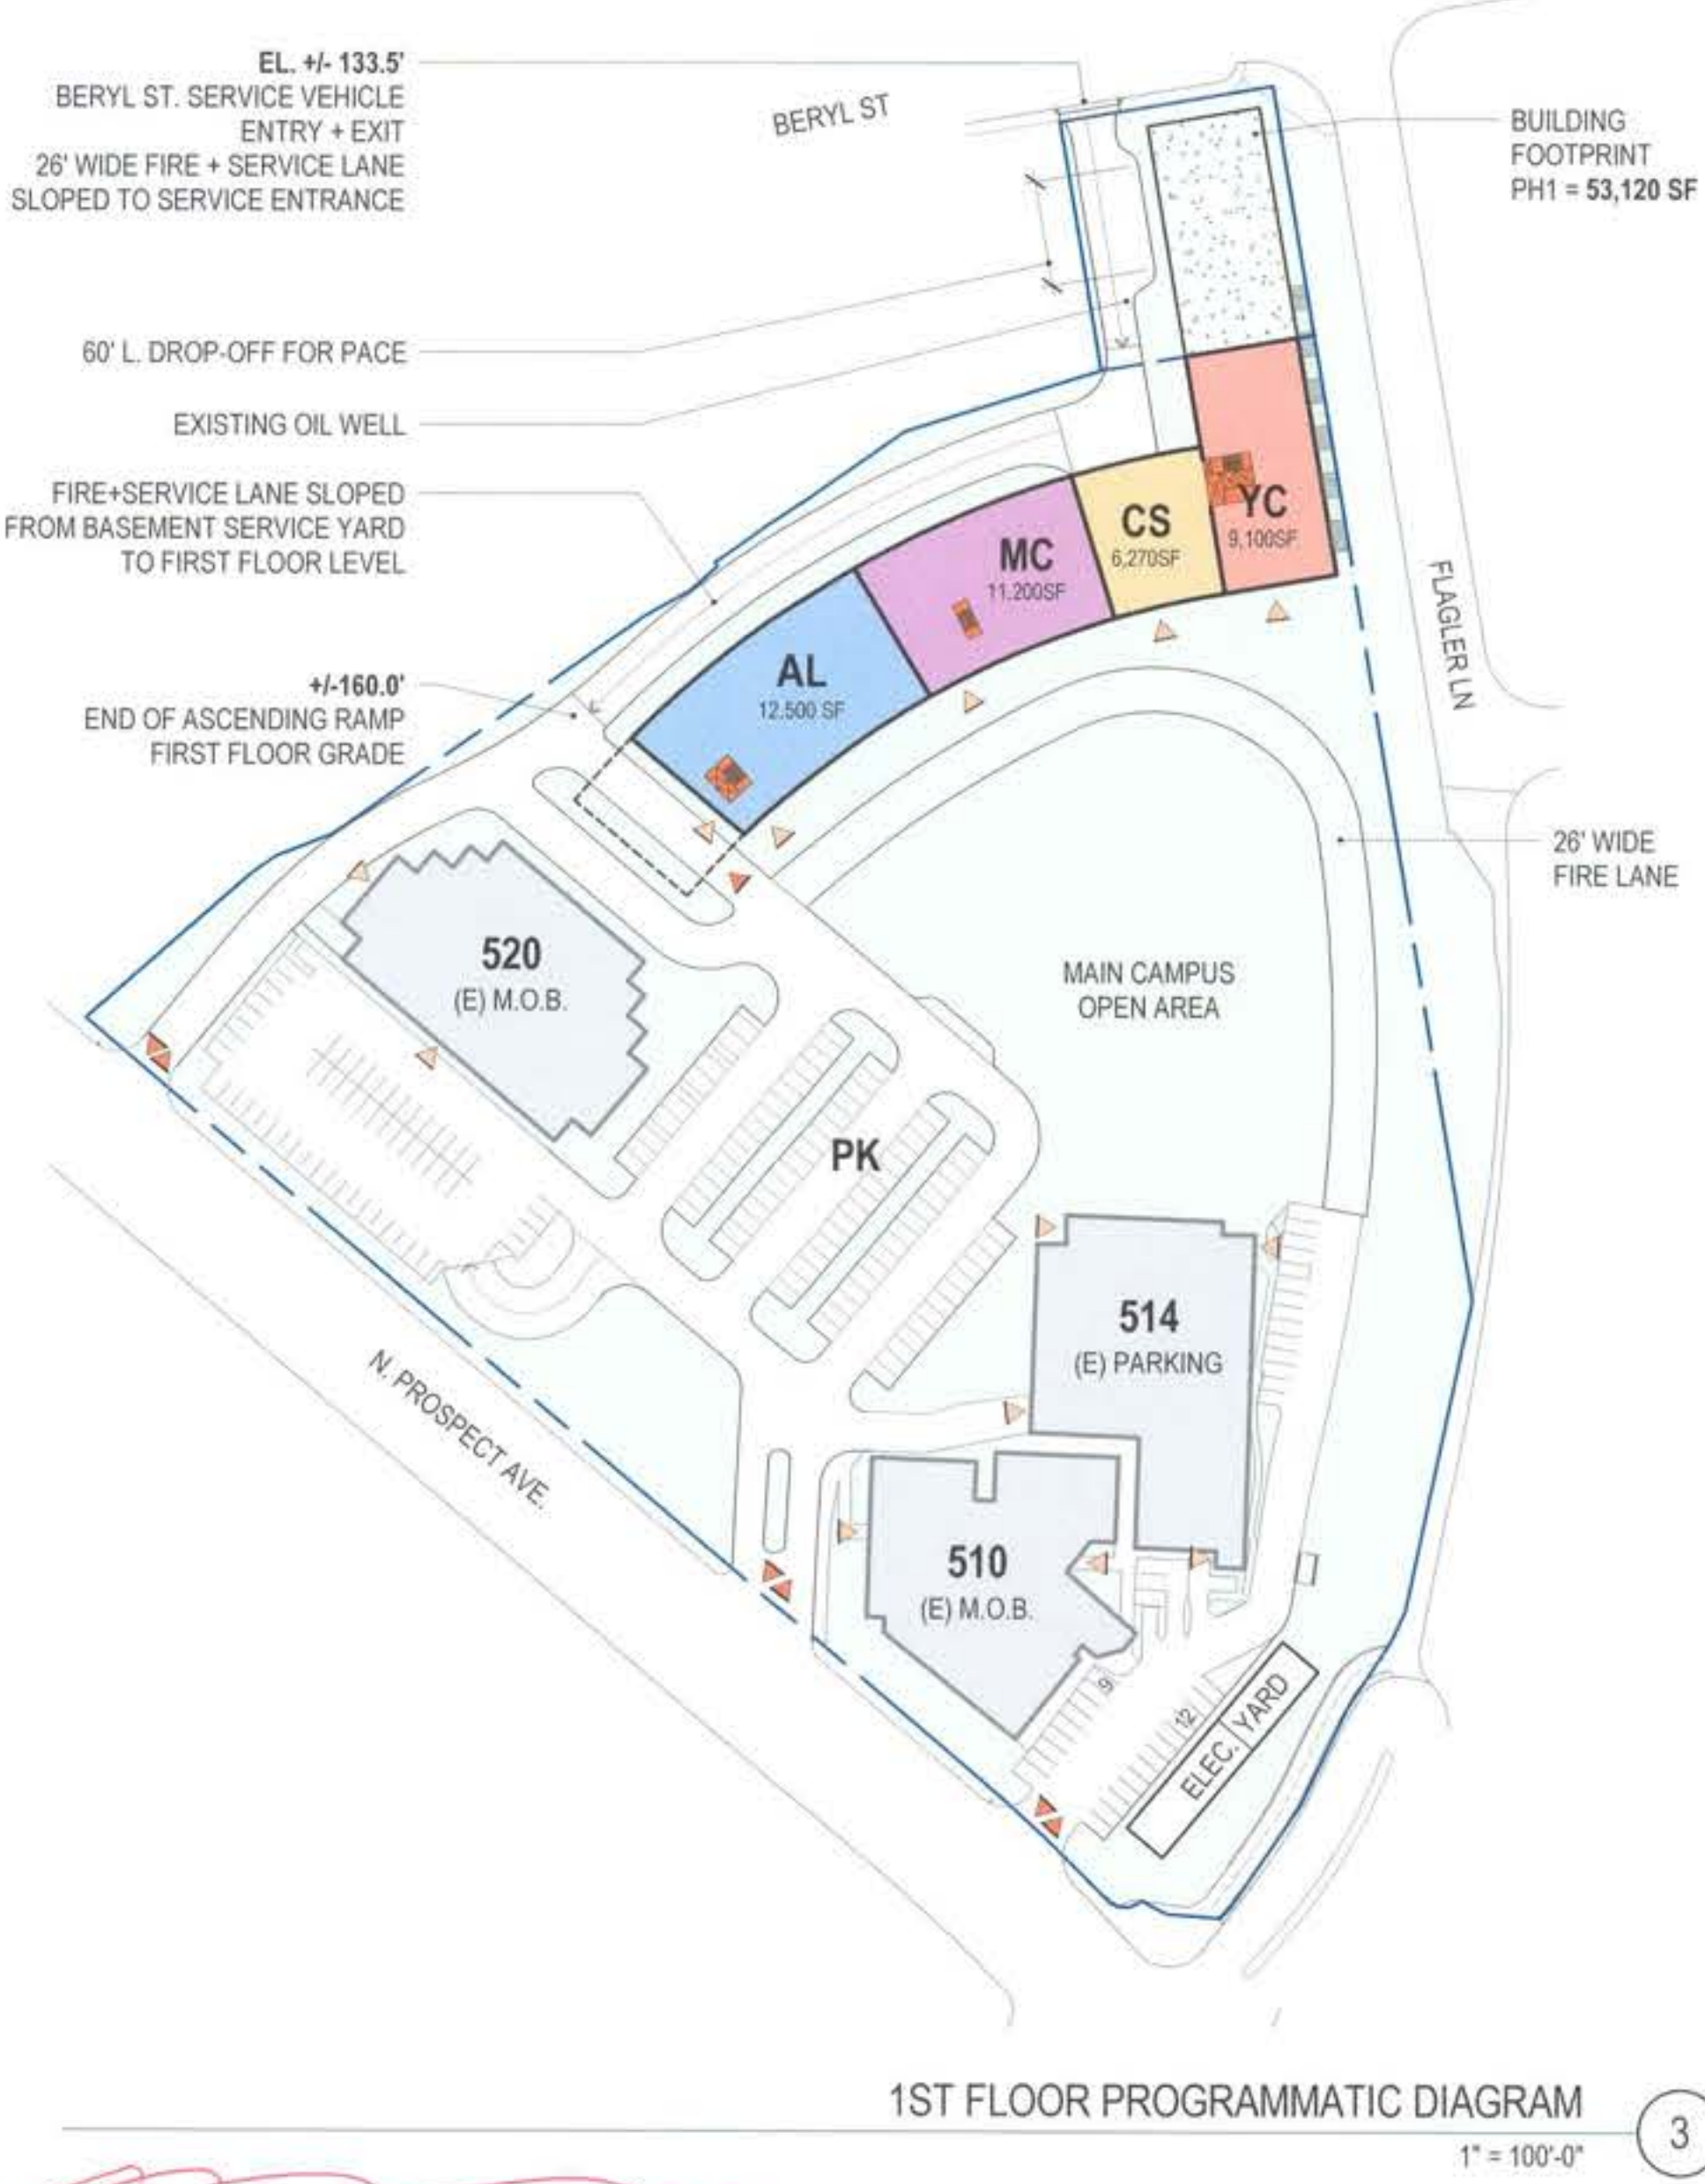 EL. +/- 133.5'
BERYL ST. SERVICE VEHICLE
ENTRY + EXIT
26' WIDE FIRE + SERVICE LANE
SLOPED TO SERVICE ENTRANCE
BERYL ST
BUILDING
FOOTPRINT
PH1 = 53,120 SF
60' L. DROP-OFF FOR PACE
EXISTING OIL WELL
FIRE+SERVICE LANE SLOPED
FROM BASEMENT SERVICE YARD
TO FIRST FLOOR LEVEL
YC
9,100SF
CS
6,270SF
MC
11,200SF
AL
12,500 SF
FLAGLER LN
+/-160.0'
END OF ASCENDING RAMP
FIRST FLOOR GRADE
26' WIDE
FIRE LANE
520
(E) M.O.B.
MAIN CAMPUS
OPEN AREA
PK
514
(E) PARKING
N. PROSPECT AVE.
510
(E) M.O.B.
9
12
ELEC. YARD
1ST FLOOR PROGRAMMATIC DIAGRAM
3
1" = 100'-0"